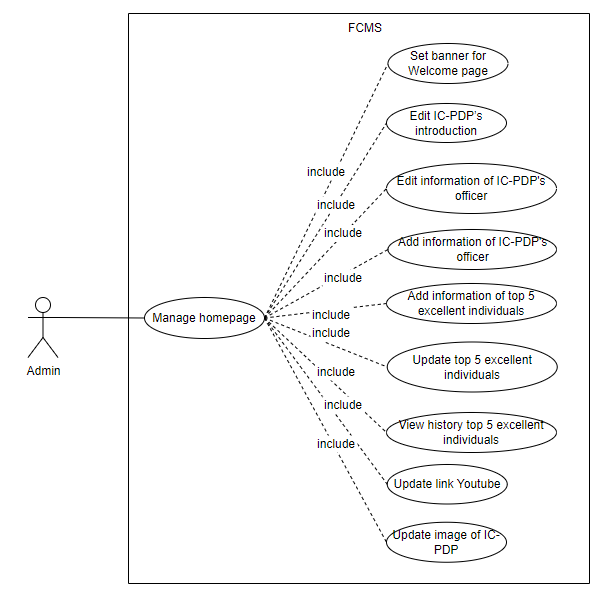 FCMS
Set banner for
Welcome page
Edit IC-PDP's
introduction
include
Edit information of IC-PDP's
officer
include
include
Add information of IC-PDP's
officer
include
Add information of top 5
excellent individuals
include
Manage homepage
include
Update top 5 excellent
individuals
Admin
include
include
View history top 5 excellent
individuals
include
Update link Youtube
Update image of IC-
PDP